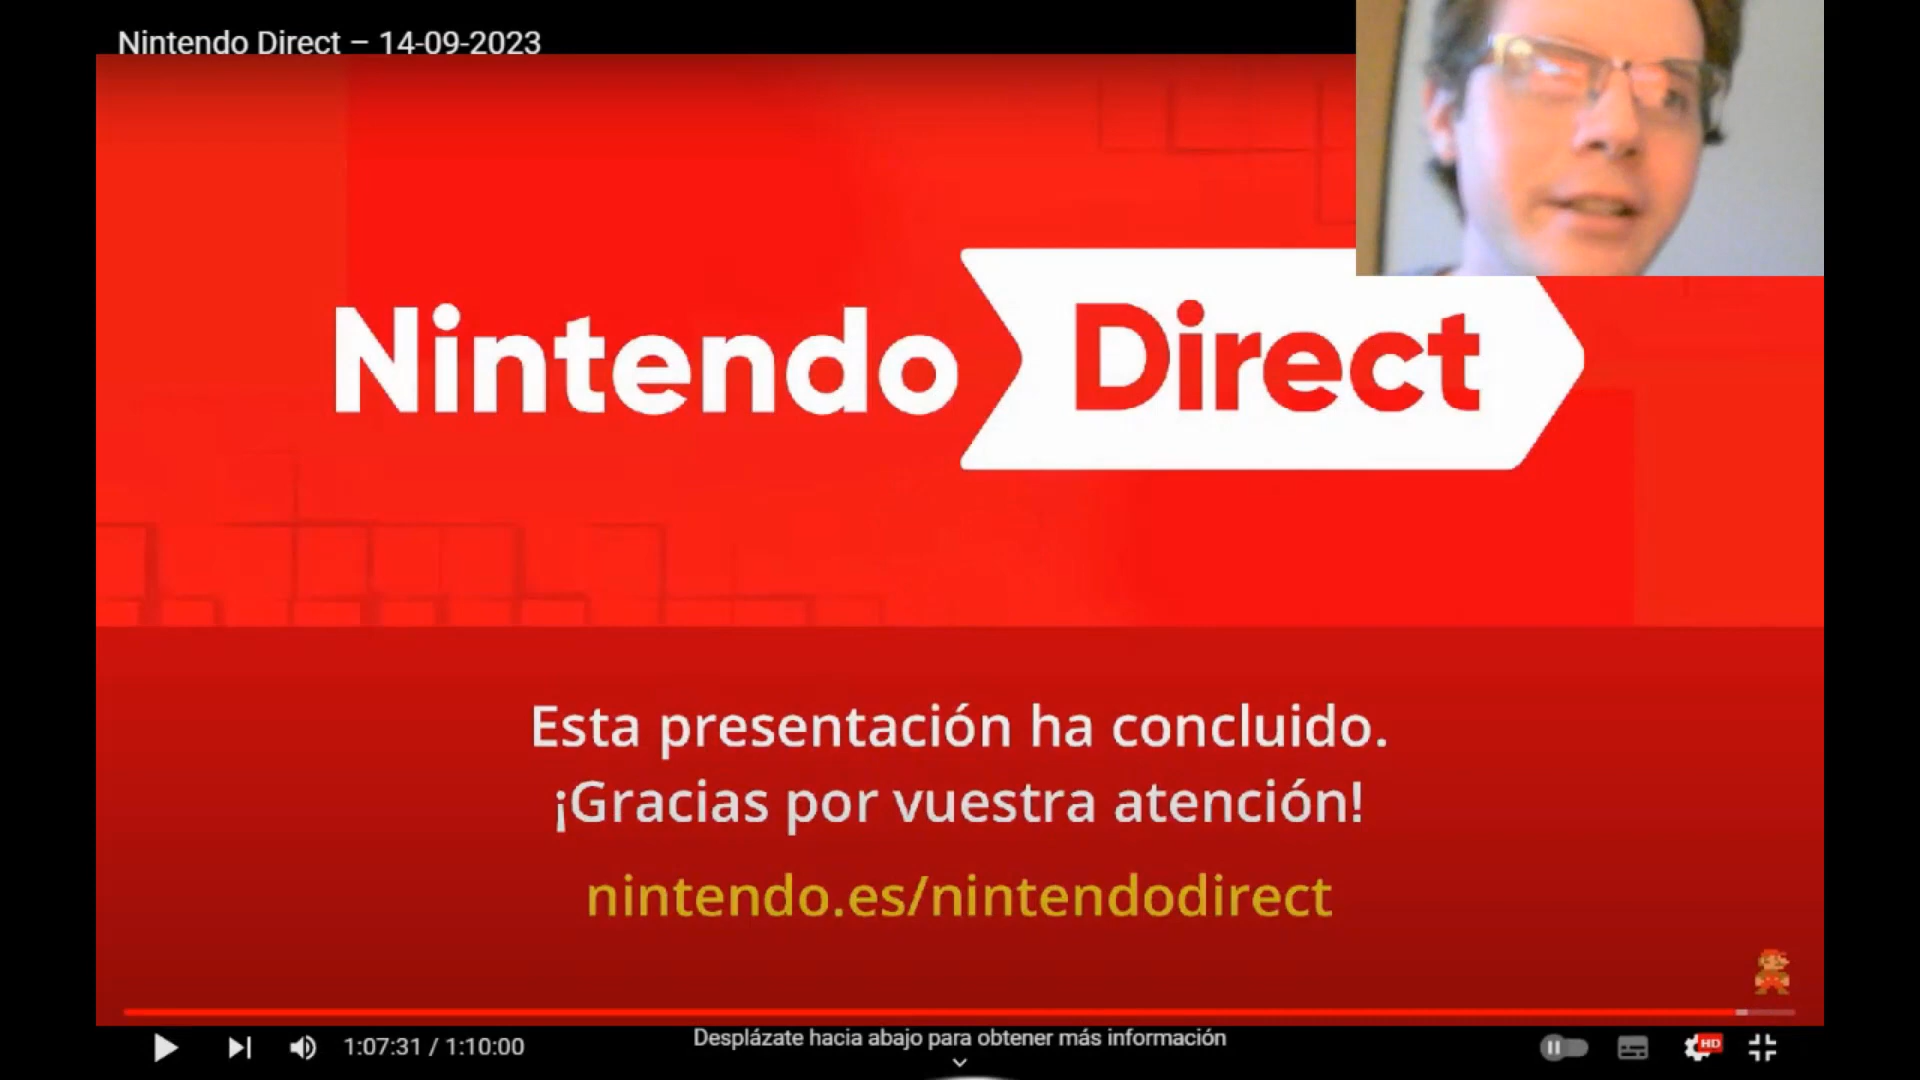 Nintendo Direct – 14-09-2023
Nintendo Direct
Esta presentación ha concluido.
¡Gracias por vuestra atención!
nintendo.es/nintendodirect
1:07:31 / 1:10:00
Desplázate hacia abajo para obtener más información
HD